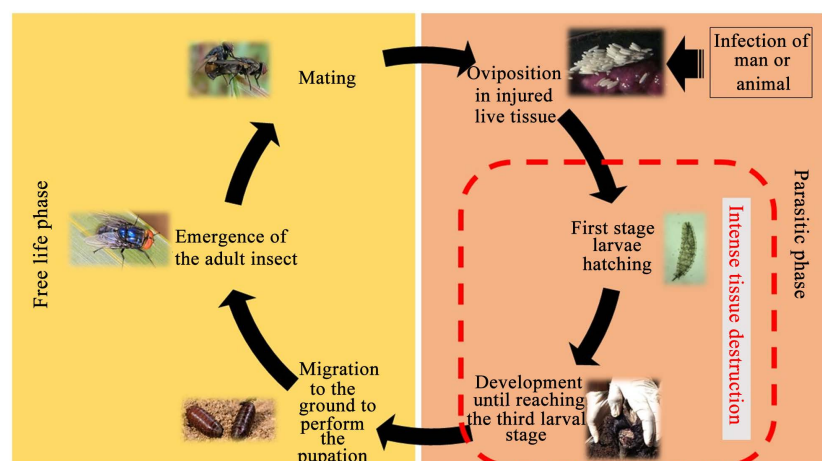 Mating
Oviposition
in injured
live tissue
Infection of
man or
animal
Free life phase
Emergence of
the adult insect
First stage
larvae
hatching
Intense tissue destruction
Parasitic phase
Migration
to the
ground to
perform
the
pupation
Development
until reaching
the third larval
stage